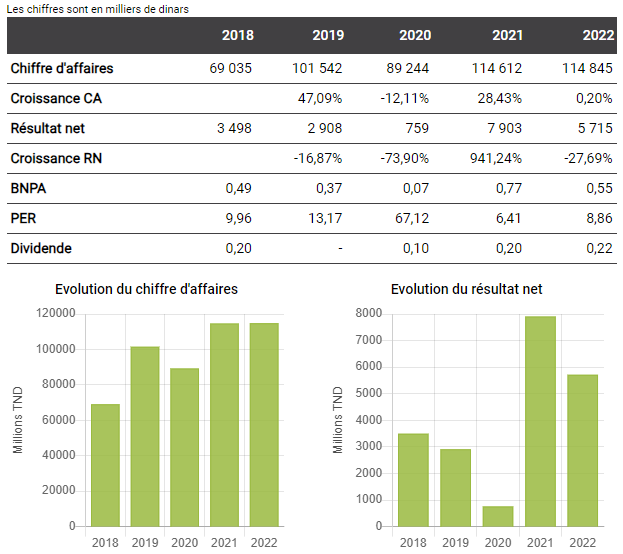 Les chiffres sont en milliers de dinars
2018 2019 2020 2021 2022
Chiffre d'affaires 69 035 101 542 89 244 114 612 114 845
Croissance CA 47,09% -12,11% 28,43% 0,20%
Résultat net 3 498 2 908 759 7 903 5 715
Croissance RN -16,87% -73,90% 941,24% -27,69%
BNPA 0,49 0,37 0,07 0,77 0,55
PER 9,96 13,17 67,12 6,41 8,86
Dividende 0,20 - 0,10 0,20 0,22
Evolution du chiffre d'affaires
120000
100000
80000
60000
40000
20000
0
Millions TND
2018 2019 2020 2021 2022
Evolution du résultat net
8000
7000
6000
5000
4000
3000
2000
1000
0
Millions TND
2018 2019 2020 2021 2022